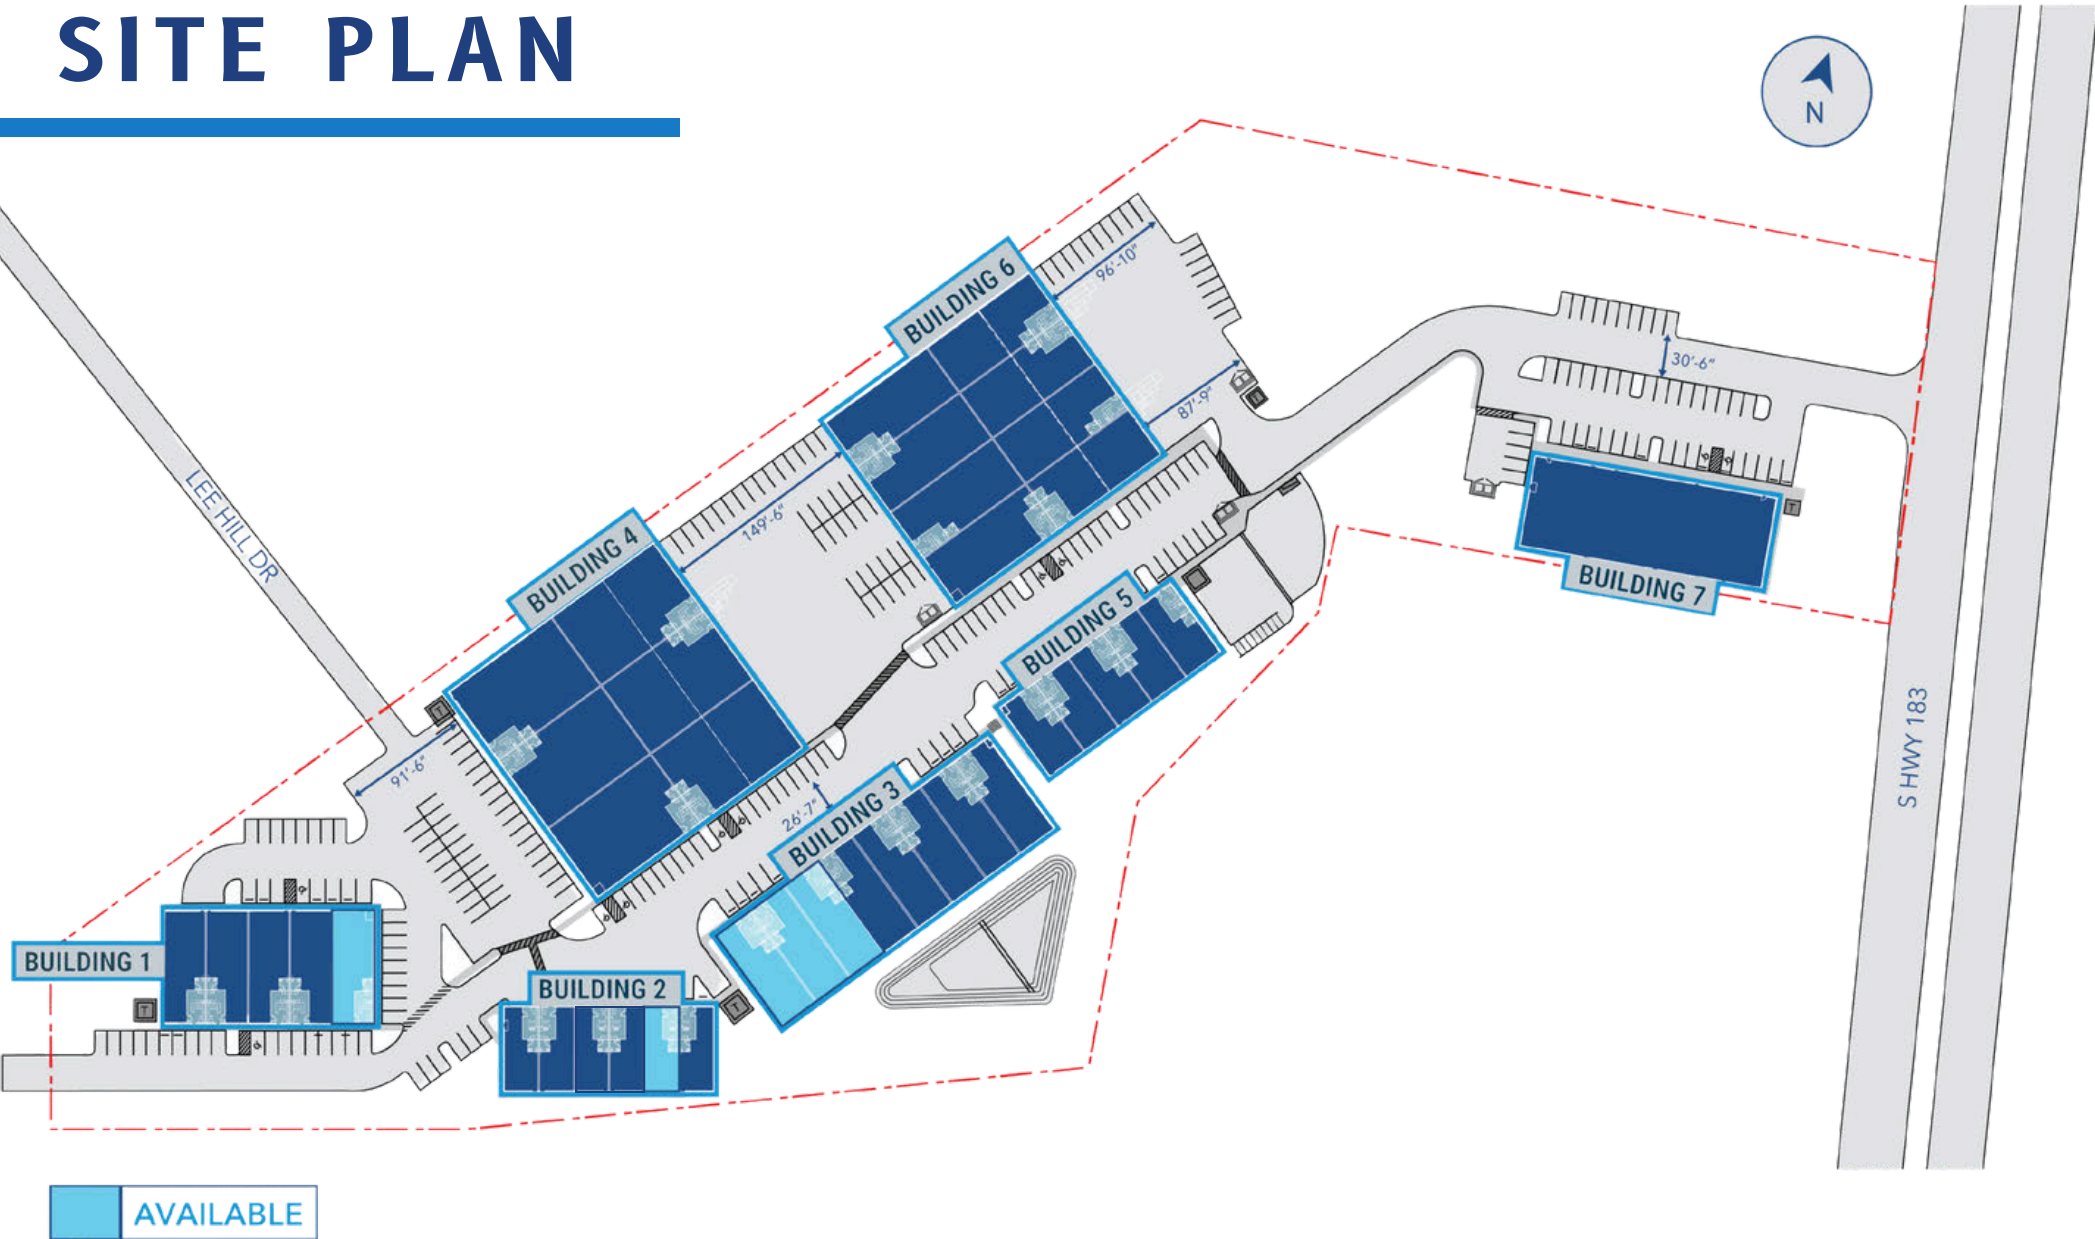 SITE PLAN
N
96'-10"
BUILDING 6
87'-9"
30'-6"
149'-6"
LEE HILL DR
BUILDING 4
BUILDING 7
BUILDING 5
S HWY 183
91'-6"
26'-7"
BUILDING 3
BUILDING 1
BUILDING 2
T
T
T
T
AVAILABLE